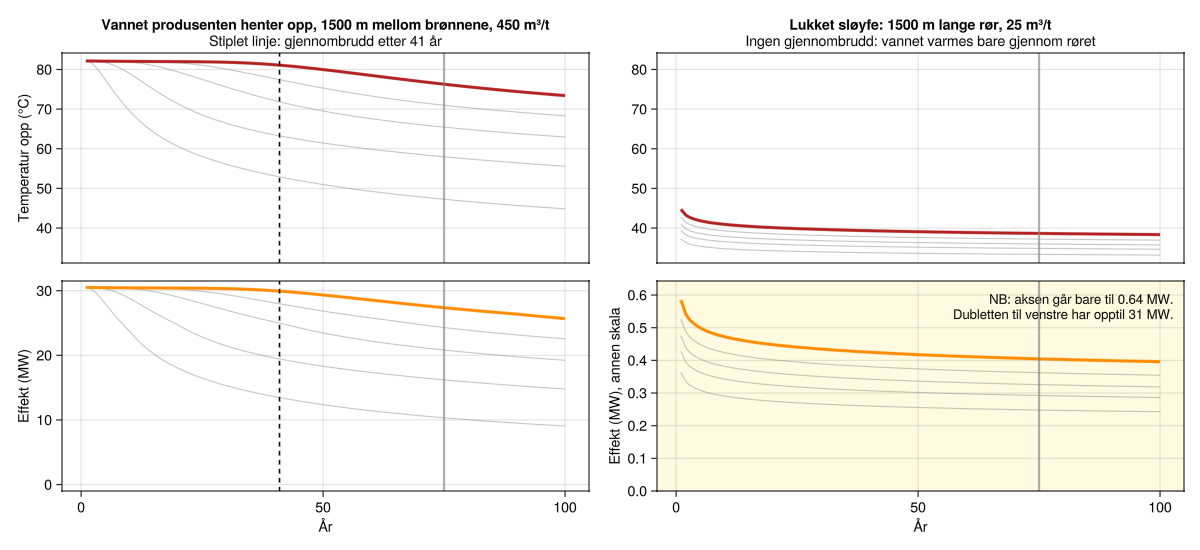 Vannet produsenten henter opp, 1500 m mellom brønnene, 450 m³/t
Stiplet linje: gjennombrudd etter 41 år
Temperatur opp (°C)
80
70
60
50
40
Effekt (MW)
30
20
10
0
0
50
100
År
Lukket sløyfe: 1500 m lange rør, 25 m³/t
Ingen gjennombrudd: vannet varmes bare gjennom røret
80
70
60
50
40
Effekt (MW), annen skala
NB: aksen går bare til 0.64 MW.
Dubletten til venstre har opptil 31 MW.
0.6
0.5
0.4
0.3
0.2
0.1
0.0
0
50
100
År